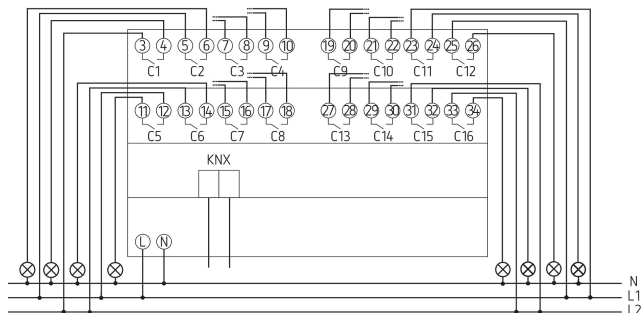 3 4 5 6 7 8 9 10 19 20 21 22 23 24 25 26
C1 C2 C3 C4 C9 C10 C11 C12
11 12 13 14 15 16 17 18 27 28 29 30 31 32 33 34
C5 C6 C7 C8 C13 C14 C15 C16
KNX
L N
N
L1
L2